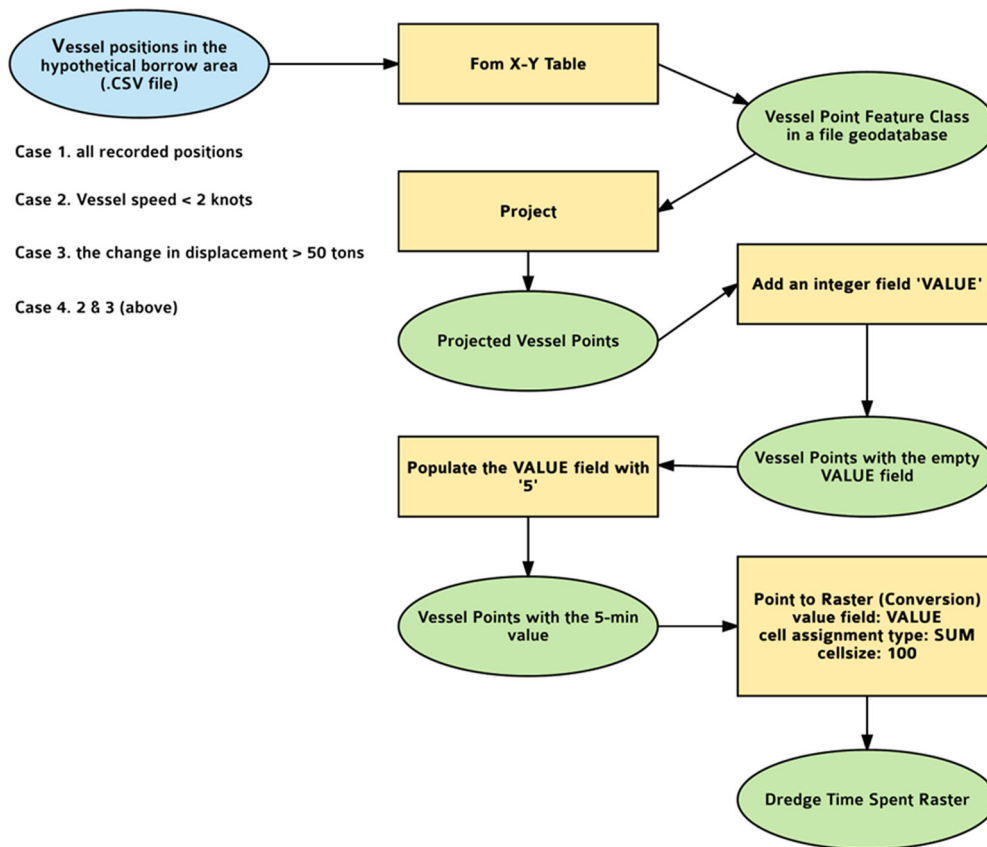 Vessel positions in the
hypothetical borrow area
(.CSV file)
Fom X-Y Table
Vessel Point Feature Class
in a file geodatabase
Case 1. all recorded positions
Case 2. Vessel speed < 2 knots
Case 3. the change in displacement > 50 tons
Case 4. 2 & 3 (above)
Project
Add an integer field 'VALUE'
Projected Vessel Points
Populate the VALUE field with
'5'
Vessel Points with the empty
VALUE field
Vessel Points with the 5-min
value
Point to Raster (Conversion)
value field: VALUE
cell assignment type: SUM
cellsize: 100
Dredge Time Spent Raster